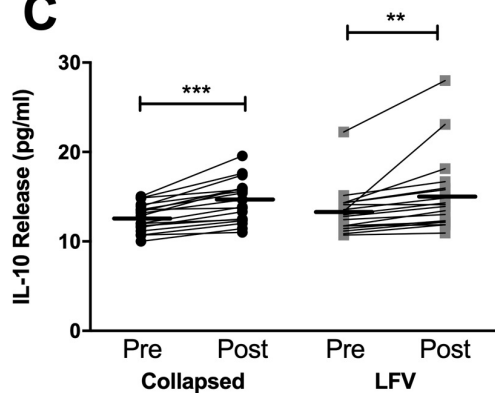 C
**
30
***
20
10
0
IL-10 Release (pg/ml)
Pre Post Pre Post
Collapsed LFV